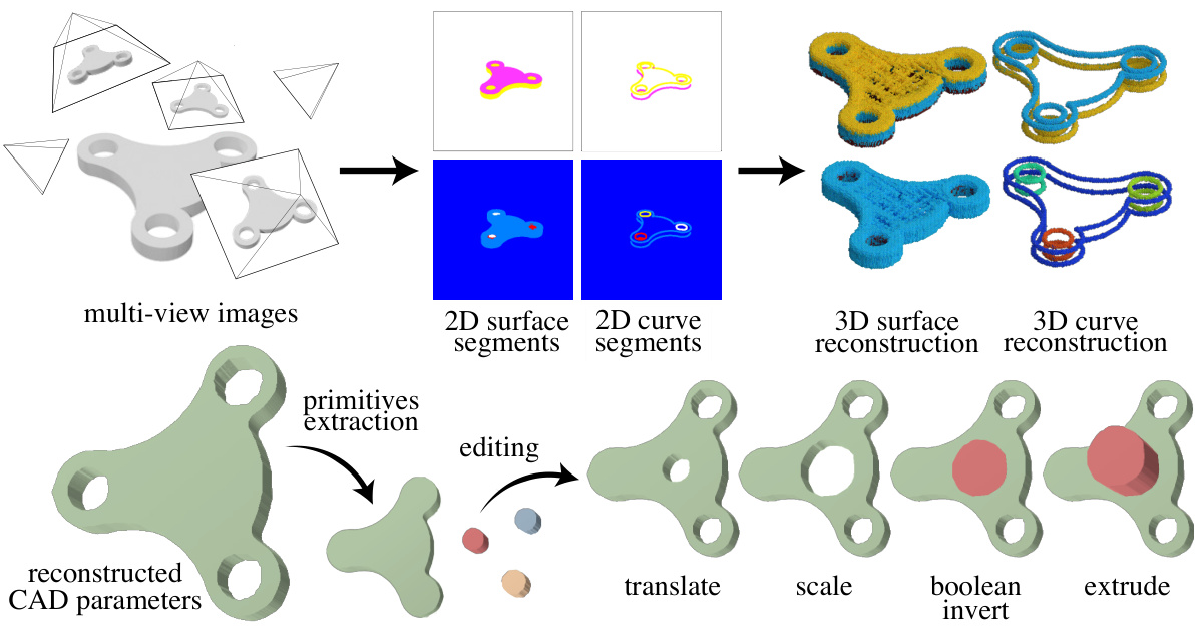 multi-view images
2D surface
segments
2D curve
segments
3D surface
reconstruction
3D curve
reconstruction
primitives
extraction
editing
reconstructed
CAD parameters
translate
scale
boolean
invert
extrude